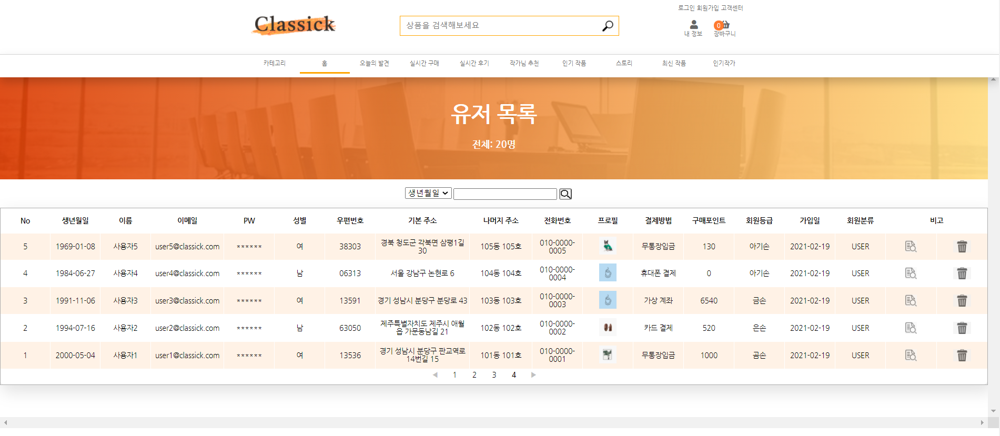 로그인 회원가입 고객센터
Classick
상품을 검색해보세요
0
내 정보 장바구니
카테고리 홈 오늘의 발견 실시간 구매 실시간 후기 작가님 추천 인기 작품 스토리 최신 작품 인기작가
유저 목록
전체: 20명
생년월일
No 생년월일 이름 이메일 PW 성별 우편번호 기본 주소 나머지 주소 전화번호 프로필 결제방법 구매포인트 회원등급 가입일 회원분류 비고
5 1969-01-08 사용자5 user5@classick.com ****** 여 38303 경북 청도군 각북면 삼평1길 105동 105호 010-0000- 무통장입금 130 아기손 2021-02-19 USER
30 0005
4 1984-06-27 사용자4 user4@classick.com ****** 남 06313 서울 강남구 논현로 6 104동 104호 010-0000- 휴대폰 결제 0 아기손 2021-02-19 USER
0004
3 1991-11-06 사용자3 user3@classick.com ****** 여 13591 경기 성남시 분당구 분당로 43 103동 103호 010-0000- 가상 계좌 6540 금손 2021-02-19 USER
0003
2 1994-07-16 사용자2 user2@classick.com ****** 남 63050 제주특별자치도 제주시 애월 102동 102호 010-0000- 카드 결제 520 은손 2021-02-19 USER
읍 가문동남길 21 0002
1 2000-05-04 사용자1 user1@classick.com ****** 여 13536 경기 성남시 분당구 판교역로 101동 101호 010-0000- 무통장입금 1000 곰손 2021-02-19 USER
14번길 15 0001
◀ 1 2 3 4 ▶